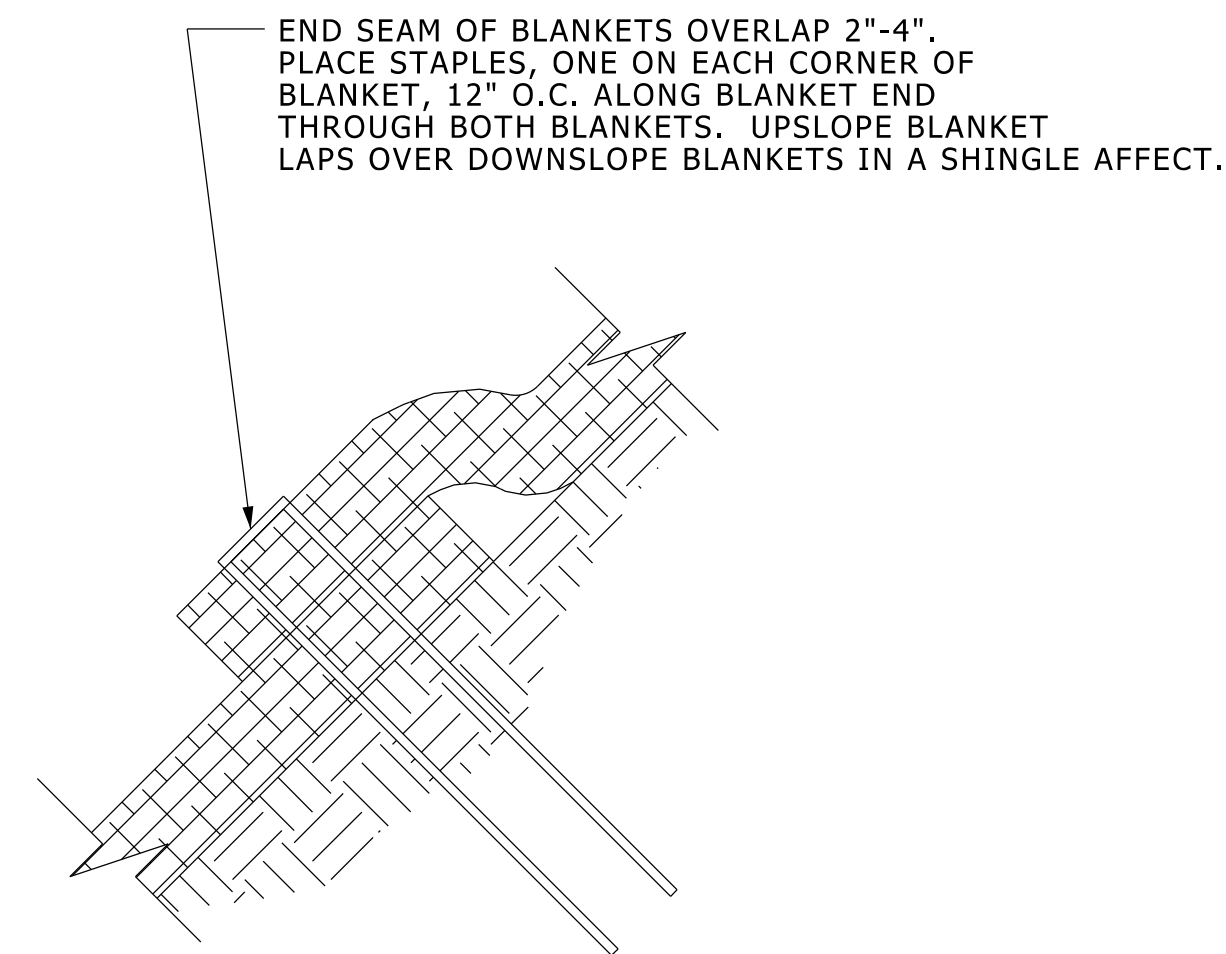 END SEAM OF BLANKETS OVERLAP 2"-4".
PLACE STAPLES, ONE ON EACH CORNER OF
BLANKET, 12" O.C. ALONG BLANKET END
THROUGH BOTH BLANKETS.  UPSLOPE BLANKET
LAPS OVER DOWNSLOPE BLANKETS IN A SHINGLE AFFECT.